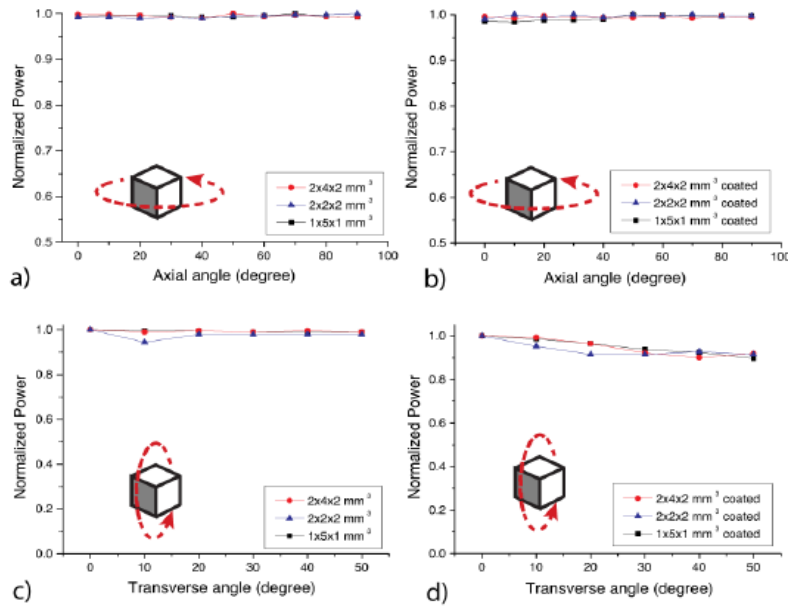 1.0
0.9
0.8
0.7
0.6
0.5
Normalized Power
2x4x2 mm³
2x2x2 mm³
1x5x1 mm³
0 20 40 60 80 100
Axial angle (degree)
a)
1.0
0.9
0.8
0.7
0.6
0.5
Normalized Power
2x4x2 mm³ coated
2x2x2 mm³ coated
1x5x1 mm³ coated
0 20 40 60 80 100
Axial angle (degree)
b)
1.0
0.8
0.6
0.4
0.2
0.0
Normalized Power
2x4x2 mm³
2x2x2 mm³
1x5x1 mm³
0 10 20 30 40 50
Transverse angle (degree)
c)
1.0
0.8
0.6
0.4
0.2
0.0
Normalized Power
2x4x2 mm³ coated
2x2x2 mm³ coated
1x5x1 mm³ coated
0 10 20 30 40 50
Transverse angle (degree)
d)